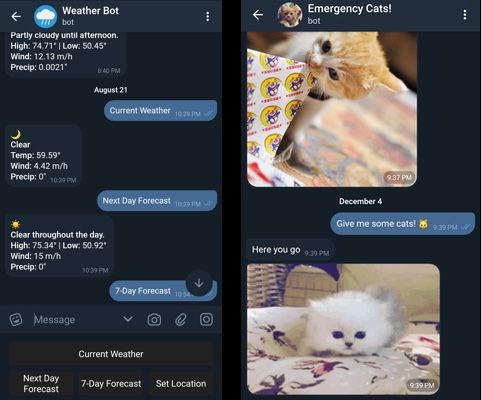 Weather Bot
bot
Partly cloudy until afternoon.
High: 74.71° | Low: 50.45°
Wind: 12.13 m/h
Precip: 0.0021"
8:40 PM
August 21
Current Weather 10:39 PM
Clear
Temp: 59.59°
Wind: 4.42 m/h
Precip: 0"
10:39 PM
Next Day Forecast 10:39 PM
Clear throughout the day.
High: 75.34° | Low: 50.92°
Wind: 15 m/h
Precip: 0"
10:39 PM
7-Day Forecast
Message
Current Weather
Next Day
Forecast
7-Day Forecast
Set Location
Emergency Cats!
bot
9:37 PM
December 4
Give me some cats! 🐱 9:39 PM
Here you go 9:39 PM
9:39 PM